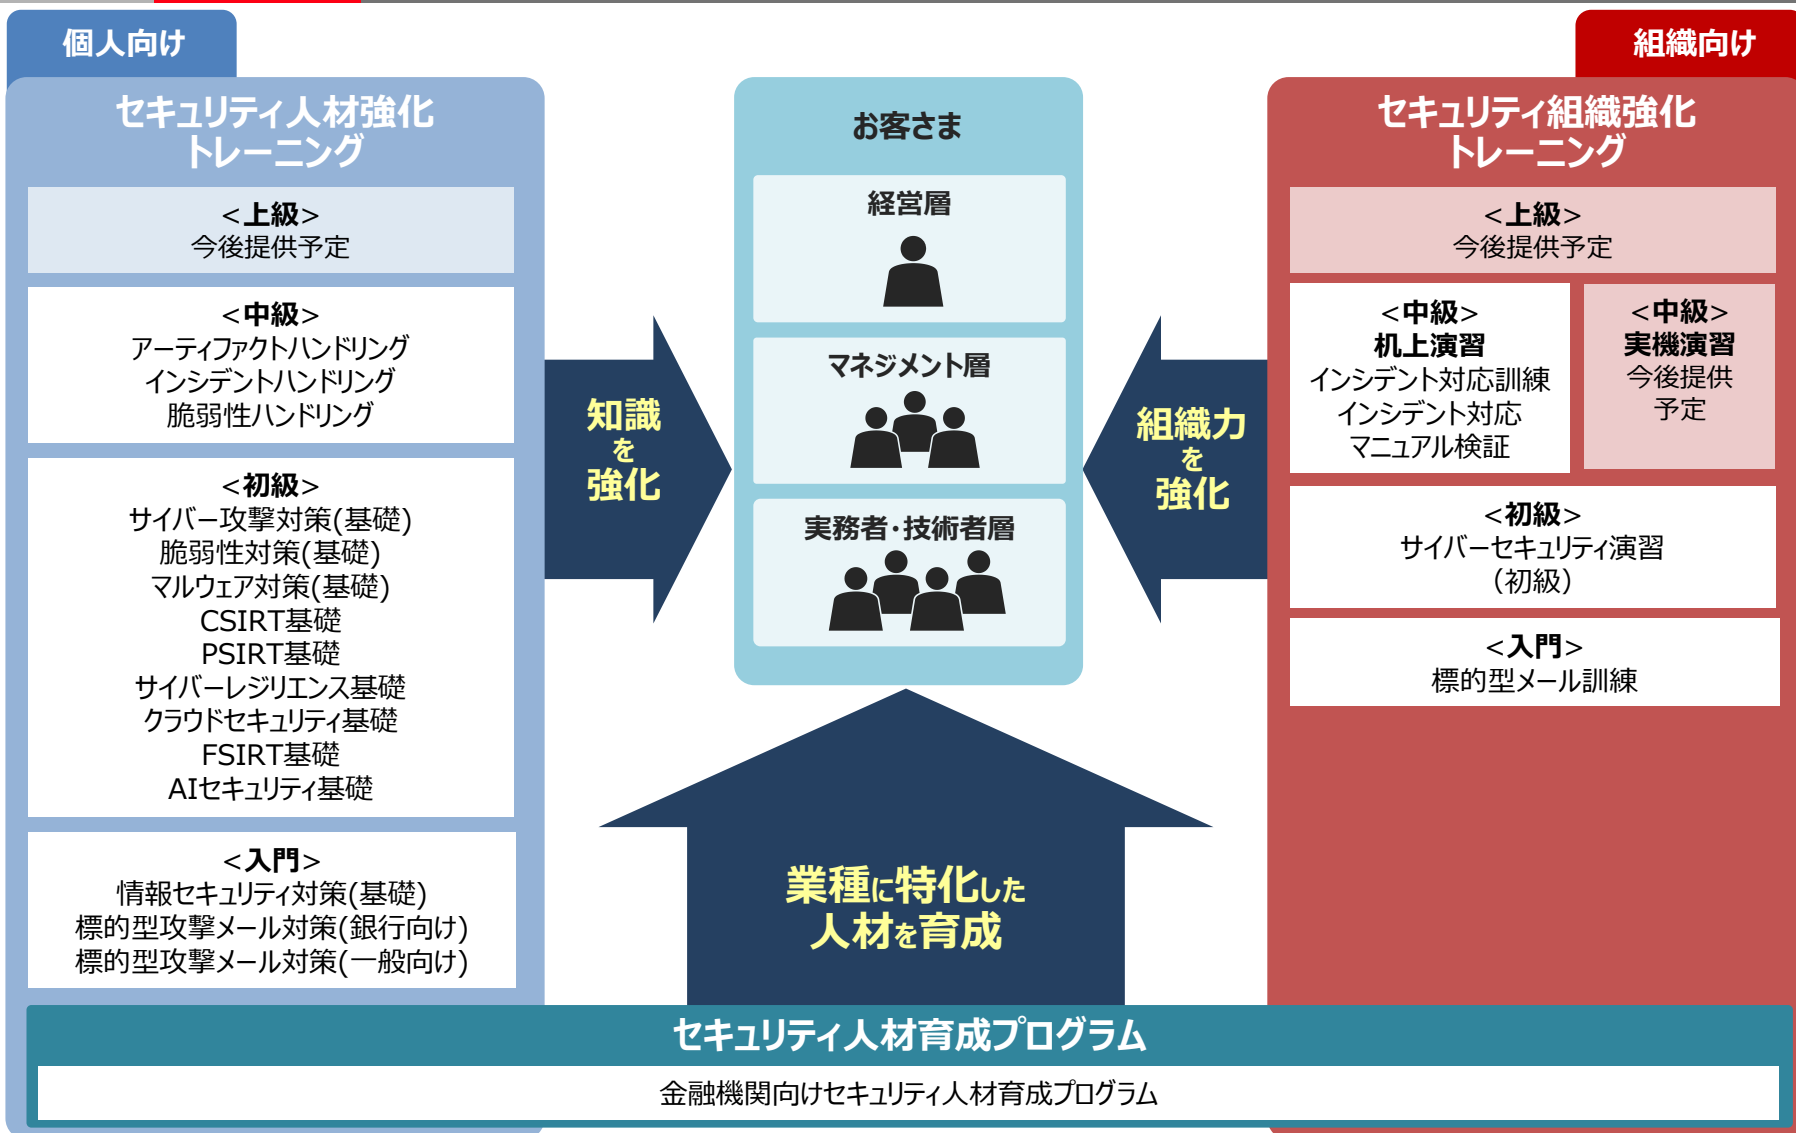 個人向け
セキュリティ人材強化
トレーニング
<上級>
今後提供予定
<中級>
アーティファクトハンドリング
インシデントハンドリング
脆弱性ハンドリング
<初級>
サイバー攻撃対策(基礎)
脆弱性対策(基礎)
マルウェア対策(基礎)
CSIRT基礎
PSIRT基礎
サイバーレジリエンス基礎
クラウドセキュリティ基礎
FSIRT基礎
AIセキュリティ基礎
<入門>
情報セキュリティ対策(基礎)
標的型攻撃メール対策(銀行向け)
標的型攻撃メール対策(一般向け)
知識
を
強化
お客さま
経営層
マネジメント層
実務者・技術者層
組織力
を
強化
組織向け
セキュリティ組織強化
トレーニング
<上級>
今後提供予定
<中級>
机上演習
インシデント対応訓練
インシデント対応
マニュアル検証
<中級>
実機演習
今後提供
予定
<初級>
サイバーセキュリティ演習
（初級）
<入門>
標的型メール訓練
業種に特化した
人材を育成
セキュリティ人材育成プログラム
金融機関向けセキュリティ人材育成プログラム